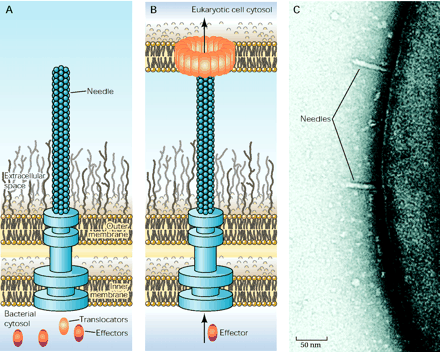 A
Needle
Extracellular
space
Outer
membrane
Inner
membrane
Bacterial
cytosol
Translocators
Effectors
B
Eukaryotic cell cytosol
Effector
C
Needles
50 nm